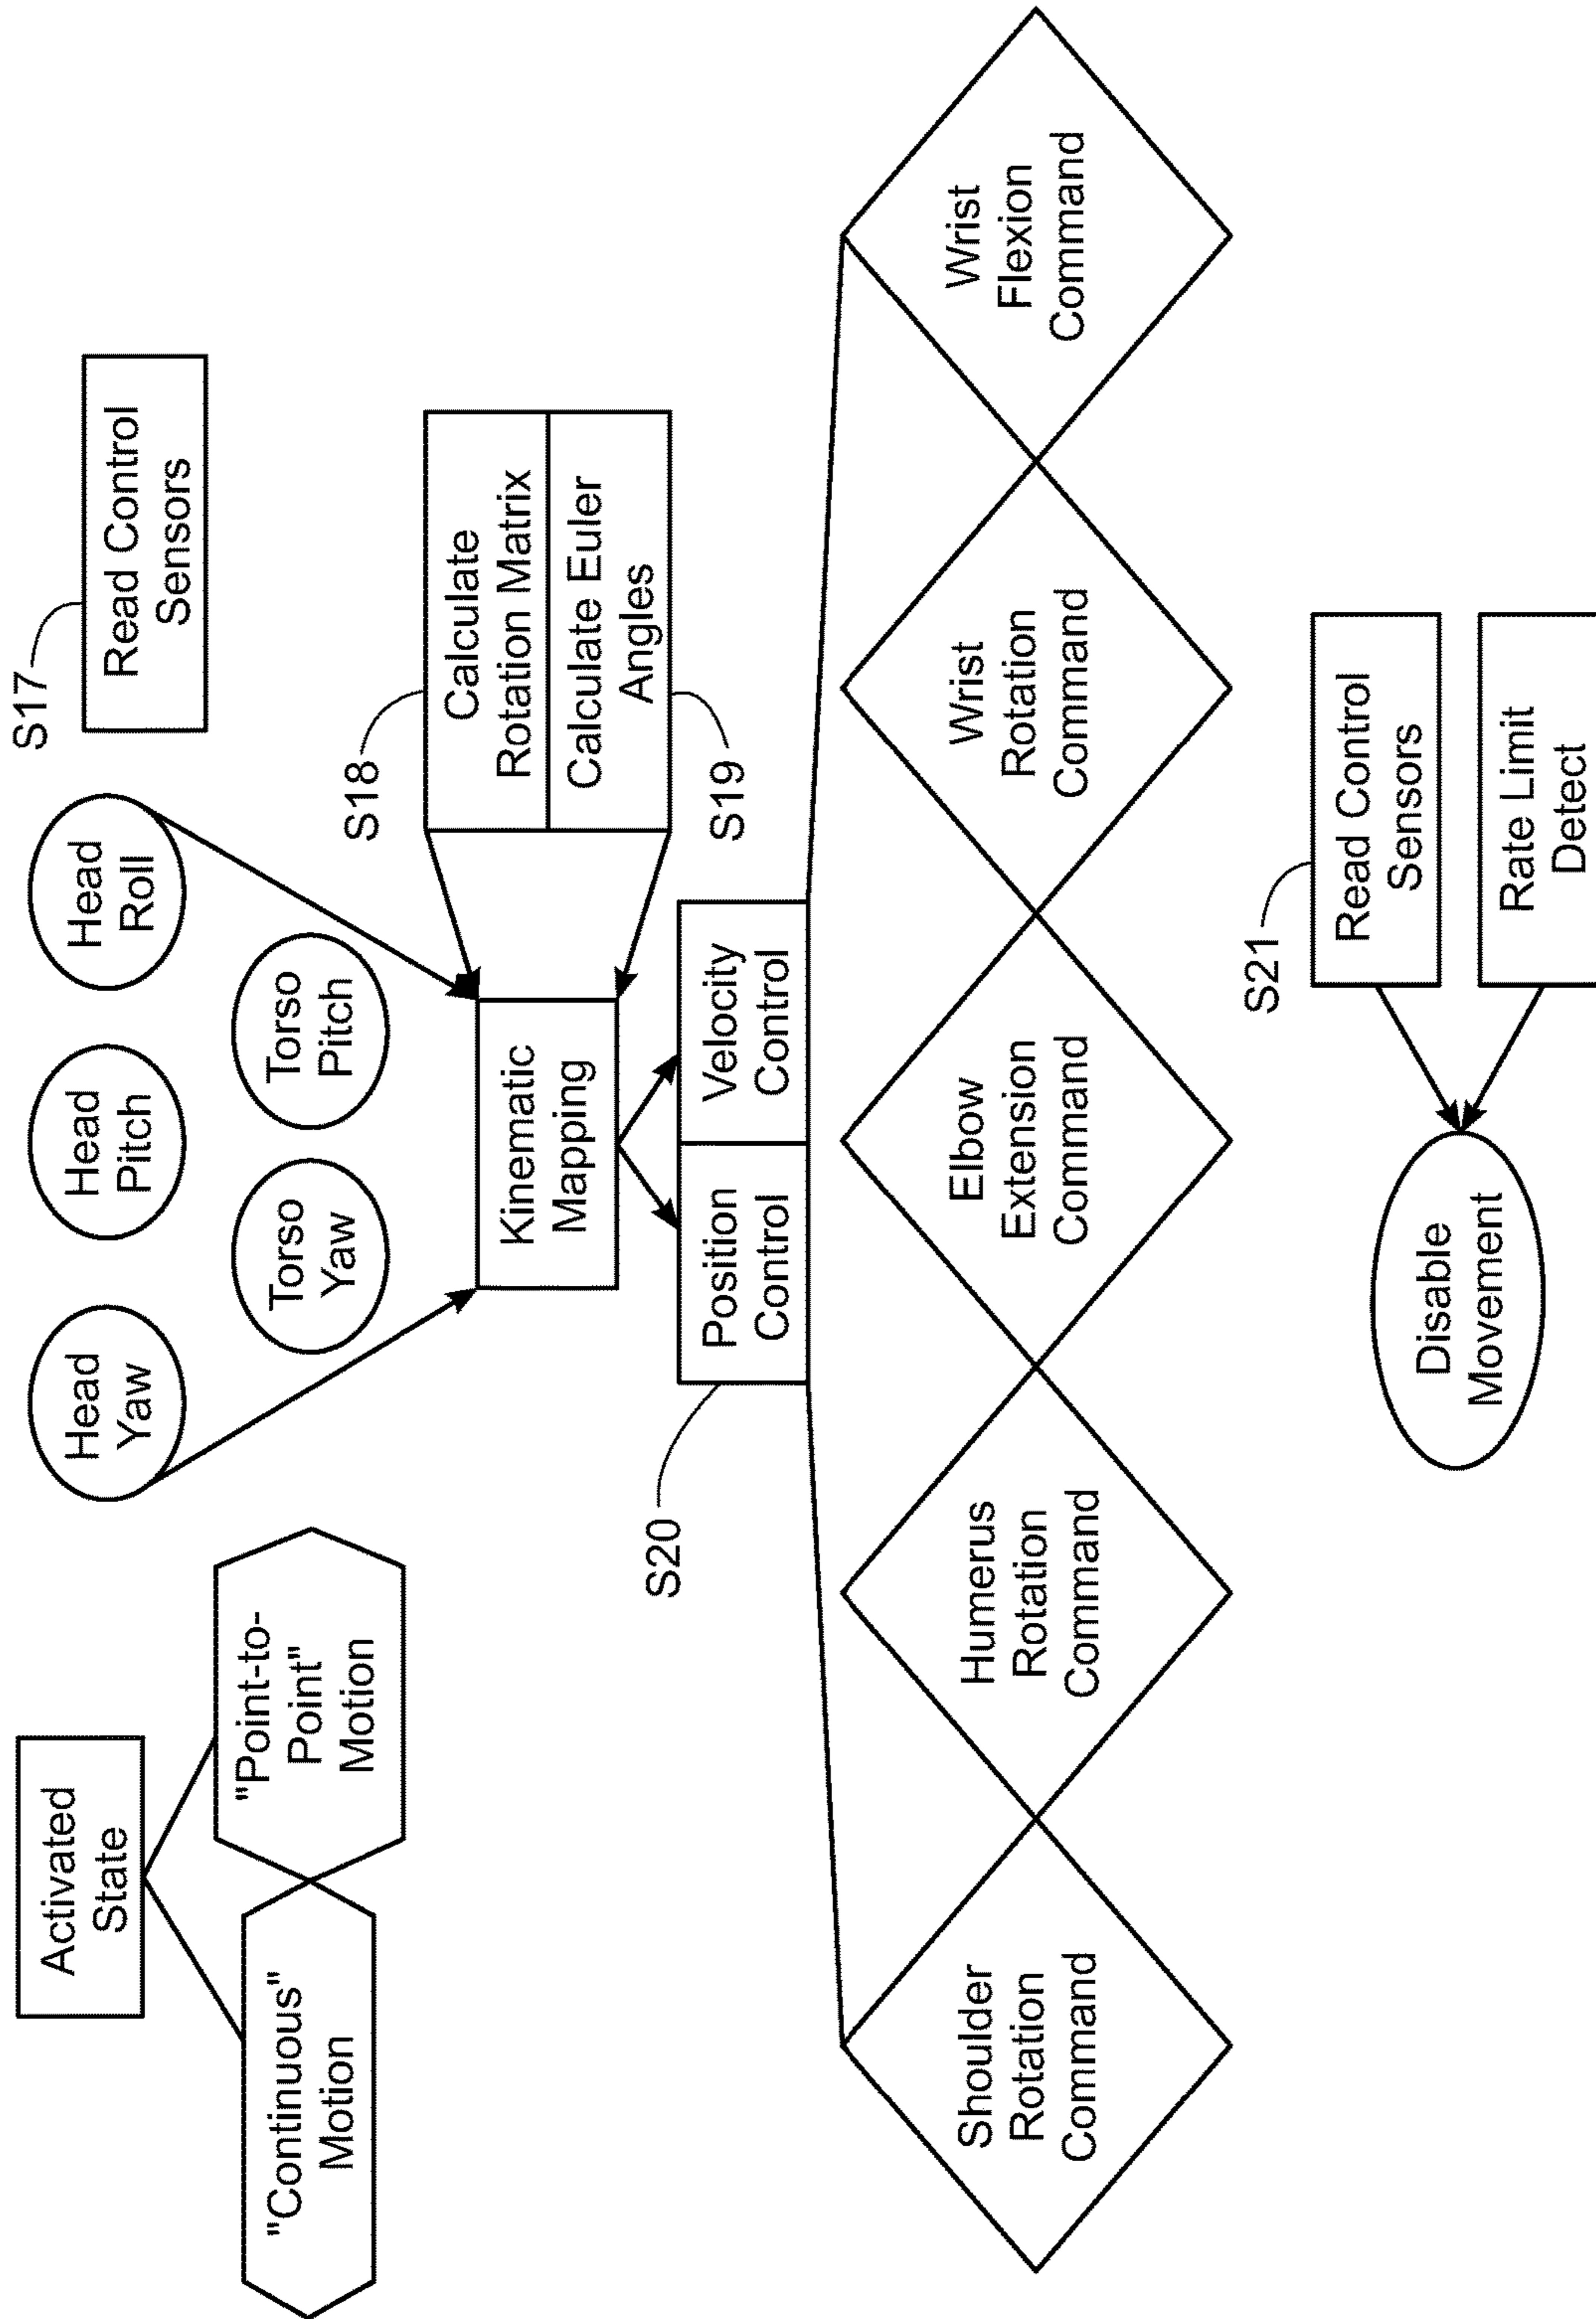 Activated
State
"Continuous"
Motion
"Point-to-
Point"
Motion
Head
Yaw
Head
Pitch
Head
Roll
Torso
Yaw
Torso
Pitch
S17
Read Control
Sensors
S18
Calculate
Rotation Matrix
Calculate Euler
Angles
S19
Kinematic
Mapping
S20
Position
Control
Velocity
Control
Shoulder
Rotation
Command
Humerus
Rotation
Command
Elbow
Extension
Command
Wrist
Rotation
Command
Wrist
Flexion
Command
S21
Read Control
Sensors
Disable
Movement
Rate Limit
Detect